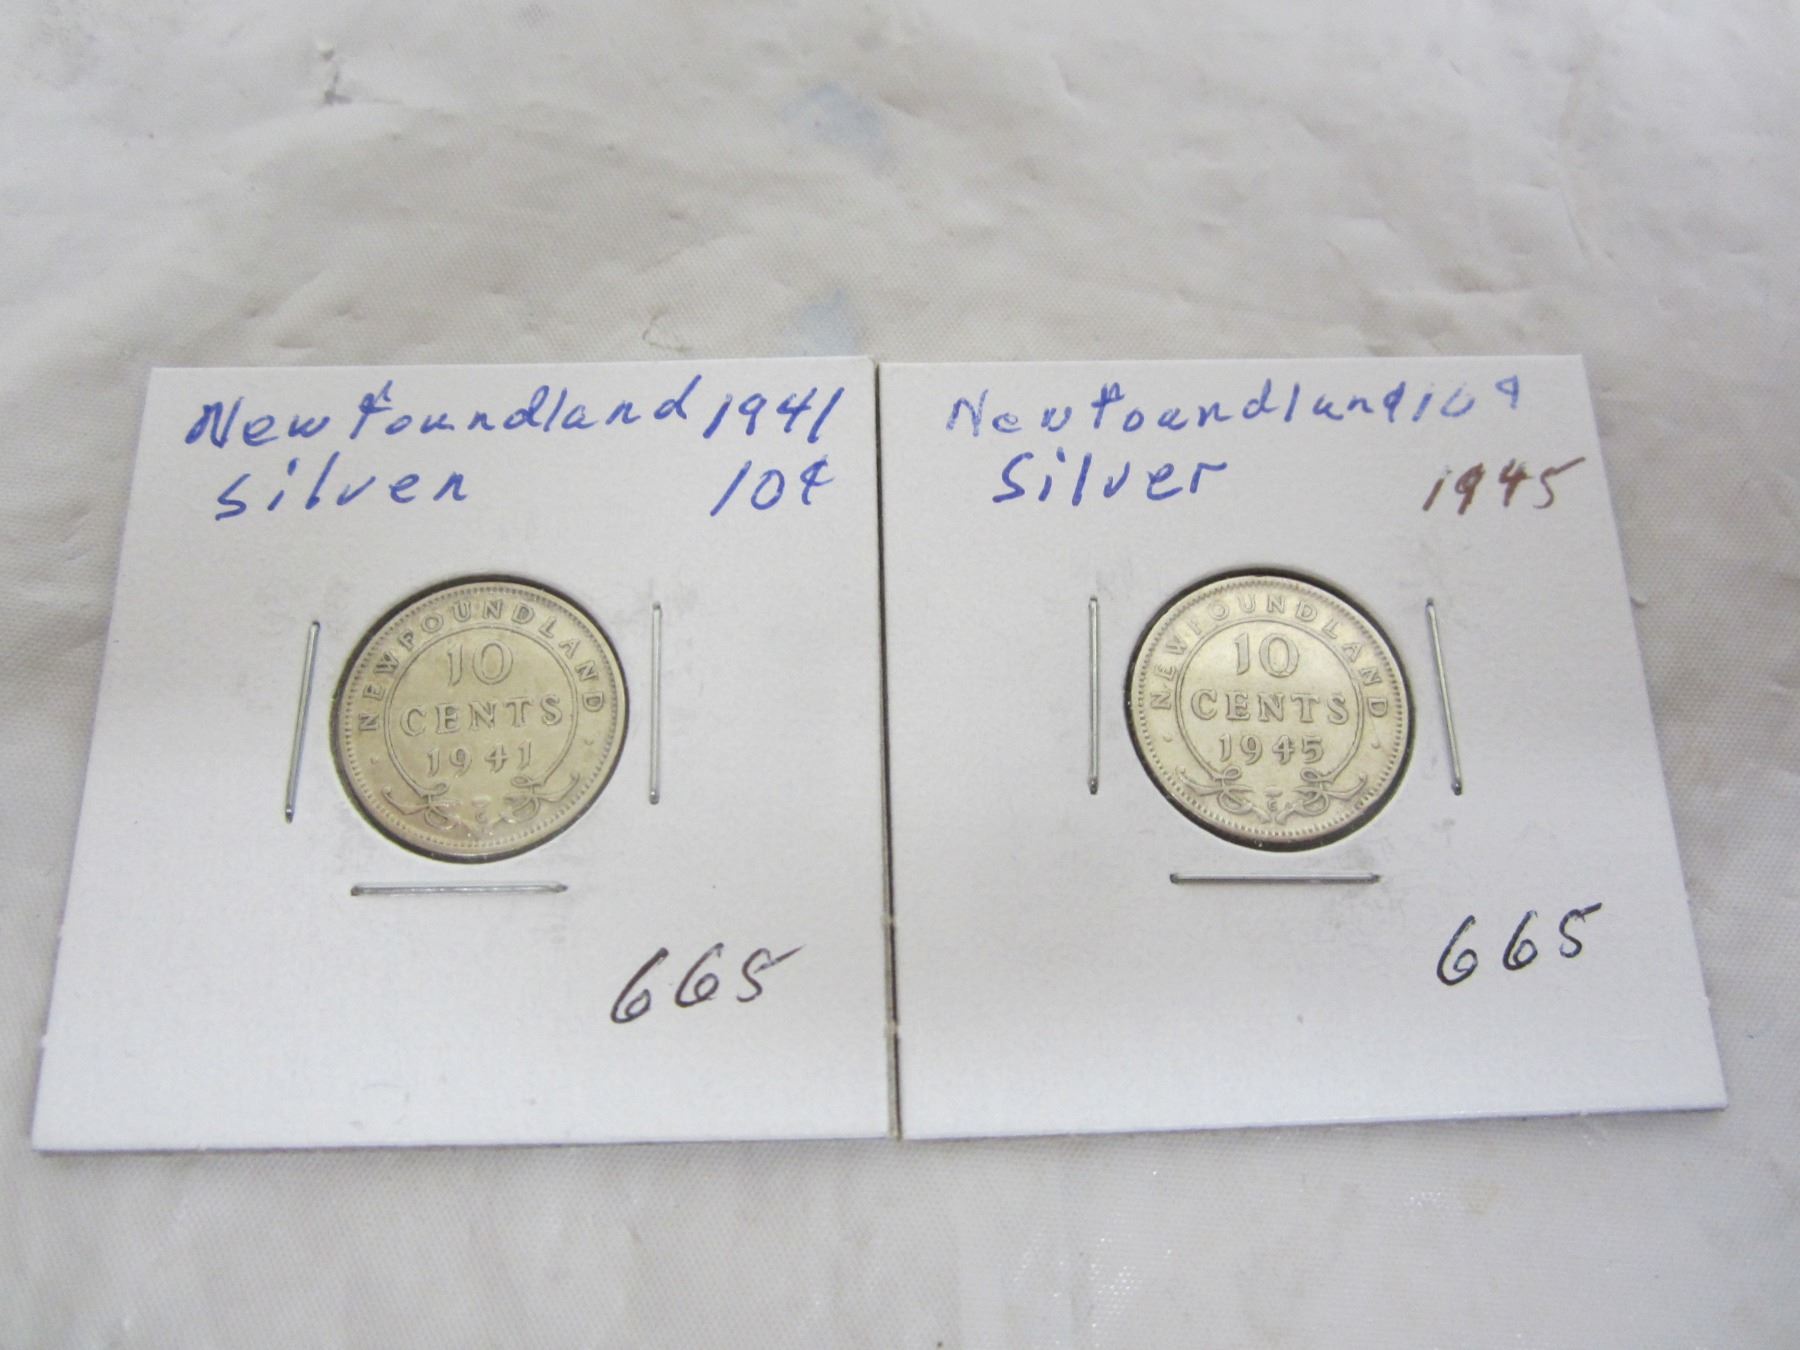 Newfoundland 1941
Silver 10¢
NEWFOUNDLAND
10
CENTS
1941
C
665
Newfoundland 10¢
Silver 1945
NEWFOUNDLAND
10
CENTS
1945
C
665